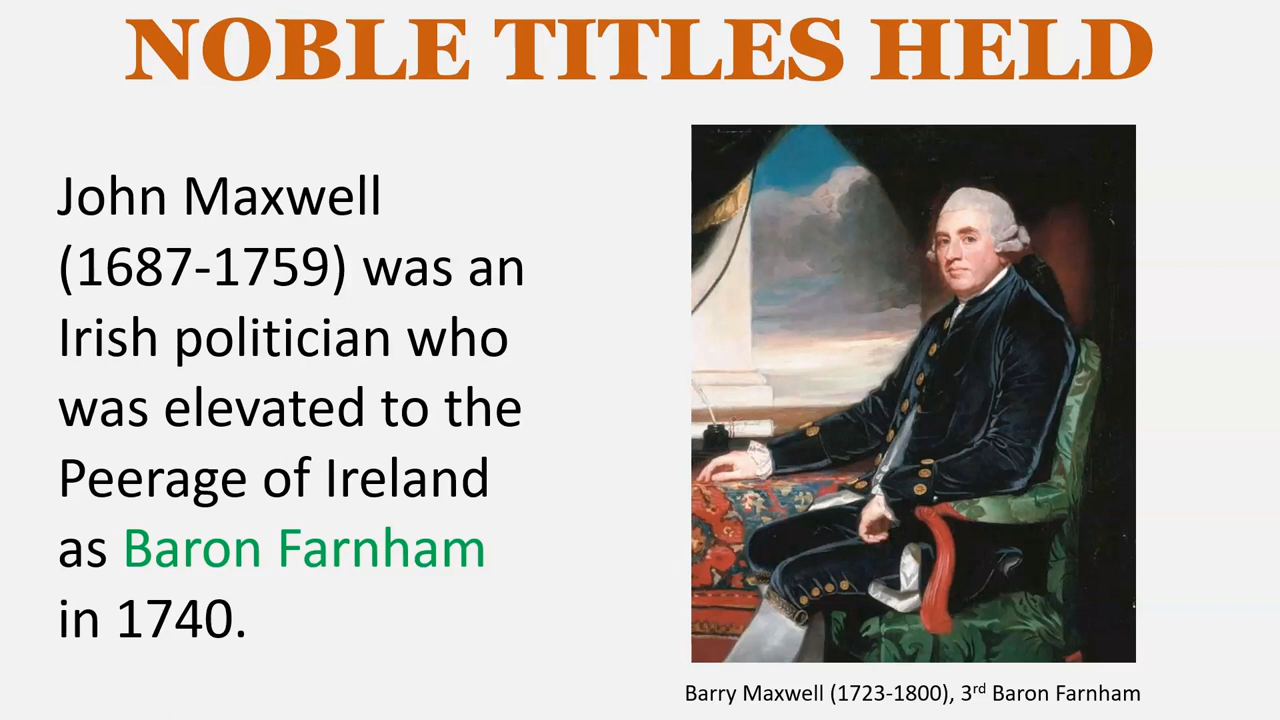 NOBLE TITLES HELD
John Maxwell
(1687-1759) was an
Irish politician who
was elevated to the
Peerage of Ireland
as Baron Farnham
in 1740.
Barry Maxwell (1723-1800), 3rd Baron Farnham